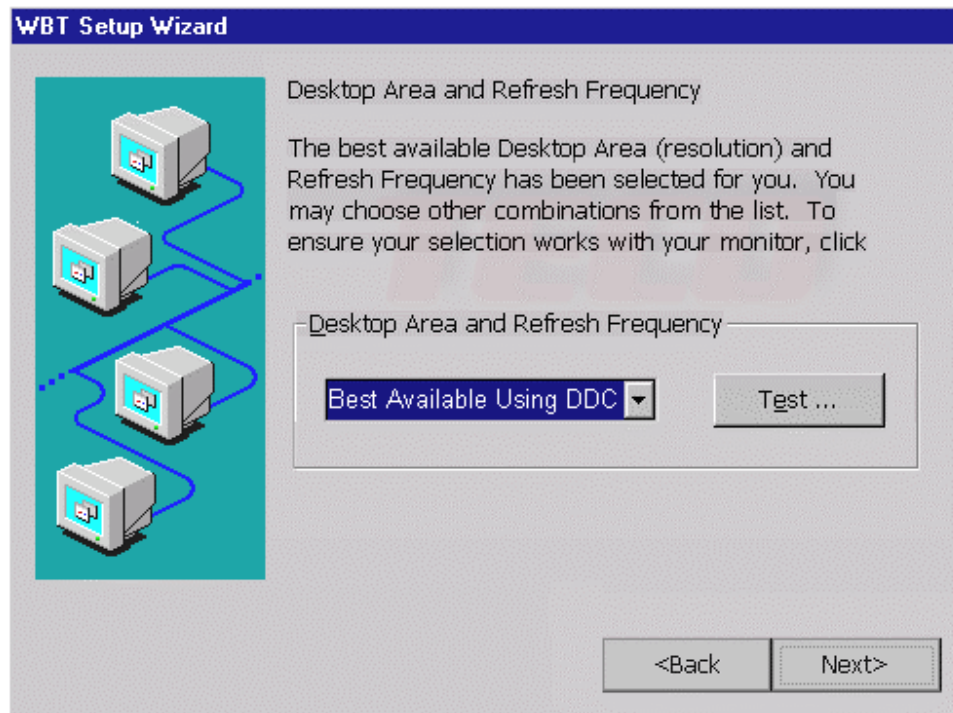 WBT Setup Wizard
Desktop Area and Refresh Frequency
The best available Desktop Area (resolution) and
Refresh Frequency has been selected for you.  You
may choose other combinations from the list.  To
ensure your selection works with your monitor, click
Desktop Area and Refresh Frequency
Best Available Using DDC
Test ...
<Back
Next>